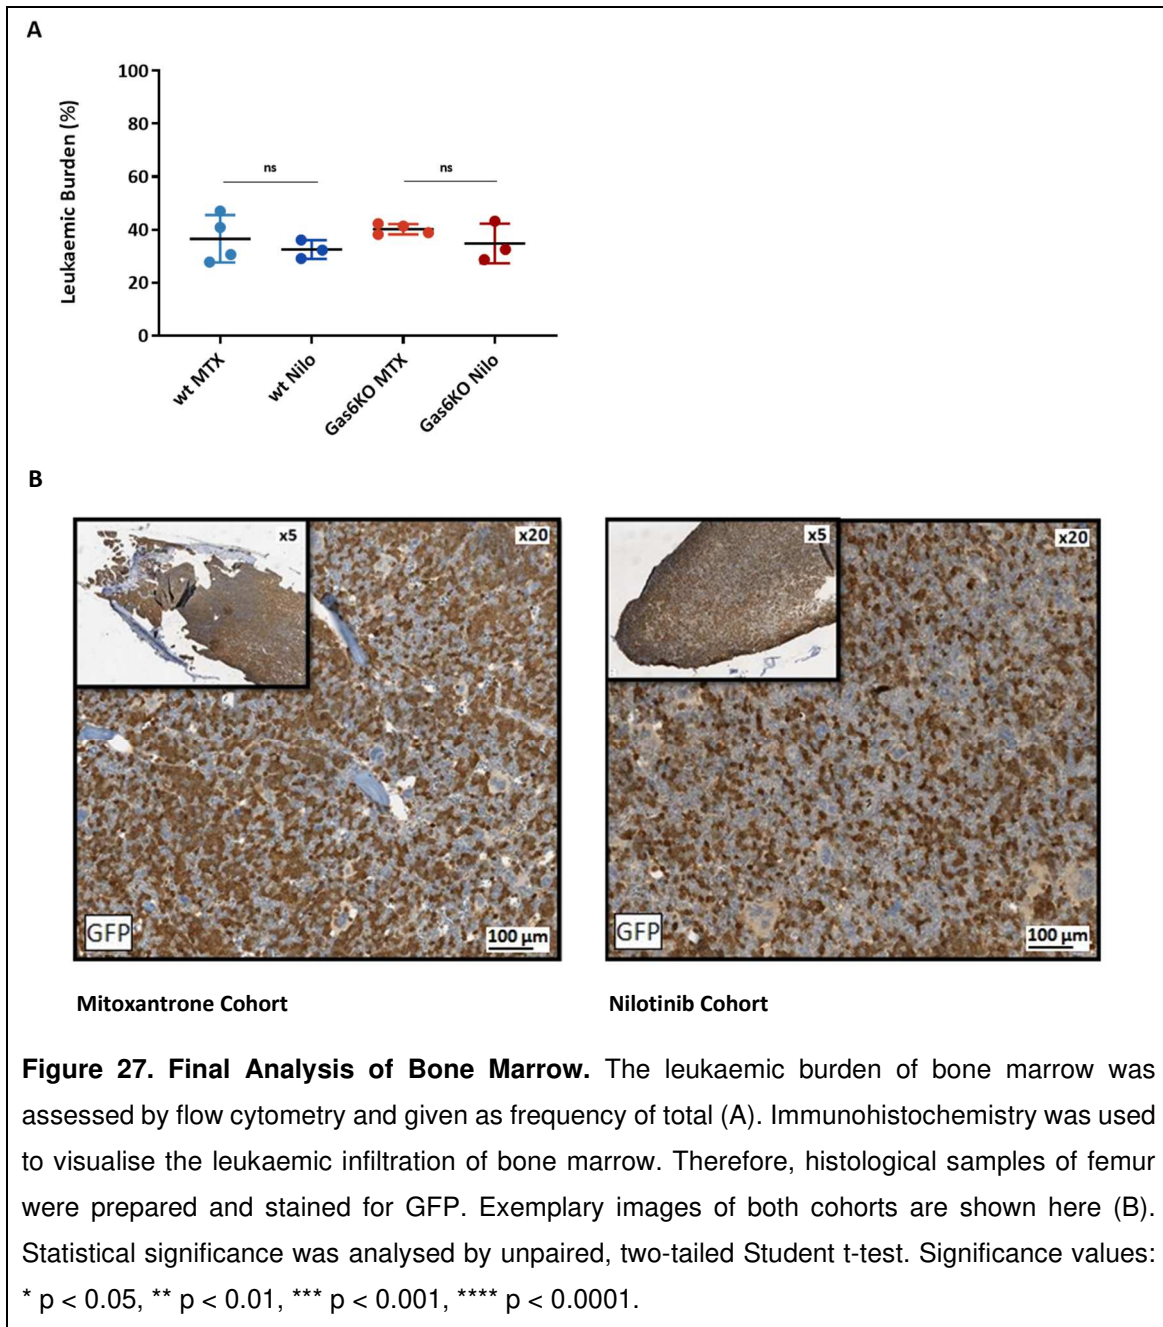 A
100
80
60
40
20
0
Leukaemic Burden (%)
ns
ns
wt MTX
wt Nilo
Gas6KO MTX
Gas6KO Nilo
B
x5
x20
GFP
100 µm
x5
x20
GFP
100 µm
Mitoxantrone Cohort
Nilotinib Cohort
Figure 27. Final Analysis of Bone Marrow. The leukaemic burden of bone marrow was
assessed by flow cytometry and given as frequency of total (A). Immunohistochemistry was used
to visualise the leukaemic infiltration of bone marrow. Therefore, histological samples of femur
were prepared and stained for GFP. Exemplary images of both cohorts are shown here (B).
Statistical significance was analysed by unpaired, two-tailed Student t-test. Significance values:
* p < 0.05, ** p < 0.01, *** p < 0.001, **** p < 0.0001.